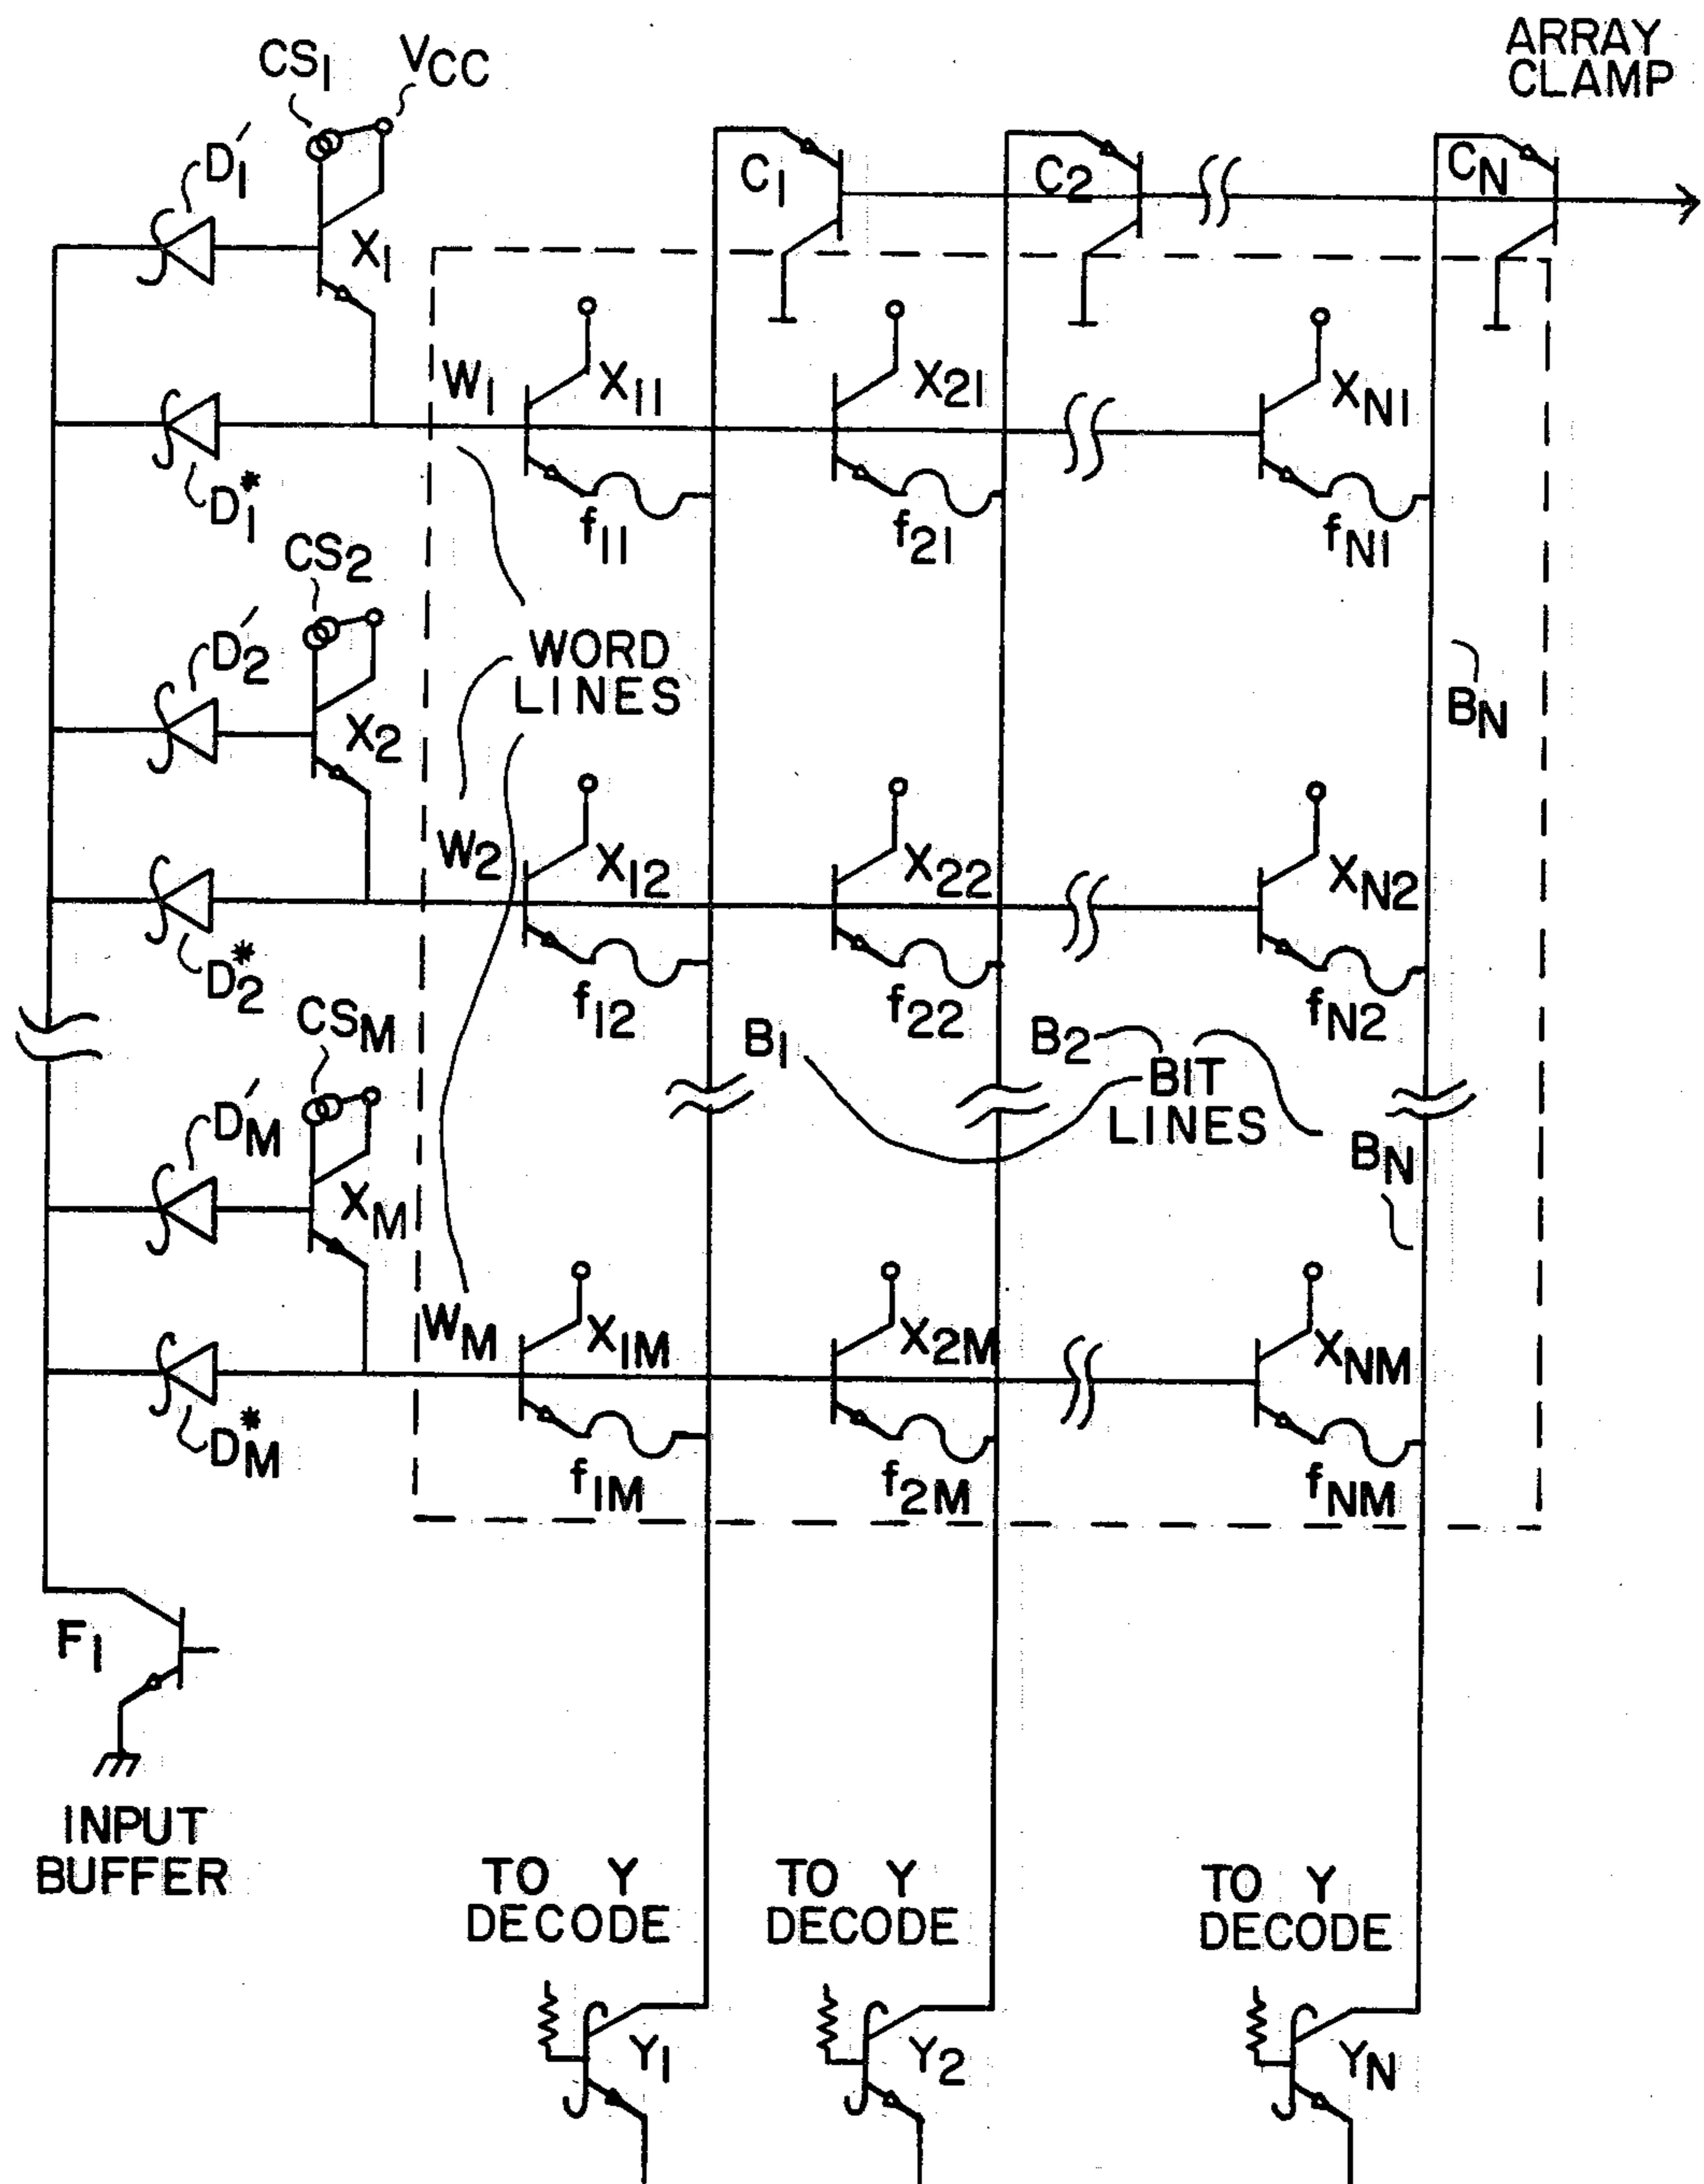 ARRAY
CLAMP
CS1 VCC
D1′
C1 C2 CN
X1
W1 X11 X21 XN1
D1*
f11 f21 fN1
CS2
D2′
WORD
LINES
BN
X2
W2 X12 X22 XN2
D2*
f12 f22 fN2
CSM
B1 B2 BIT
LINES
DM′
BN
XM
WM X1M X2M XNM
DM*
f1M f2M fNM
F1
INPUT
BUFFER
TO Y
DECODE
TO Y
DECODE
TO Y
DECODE
Y1 Y2 YN